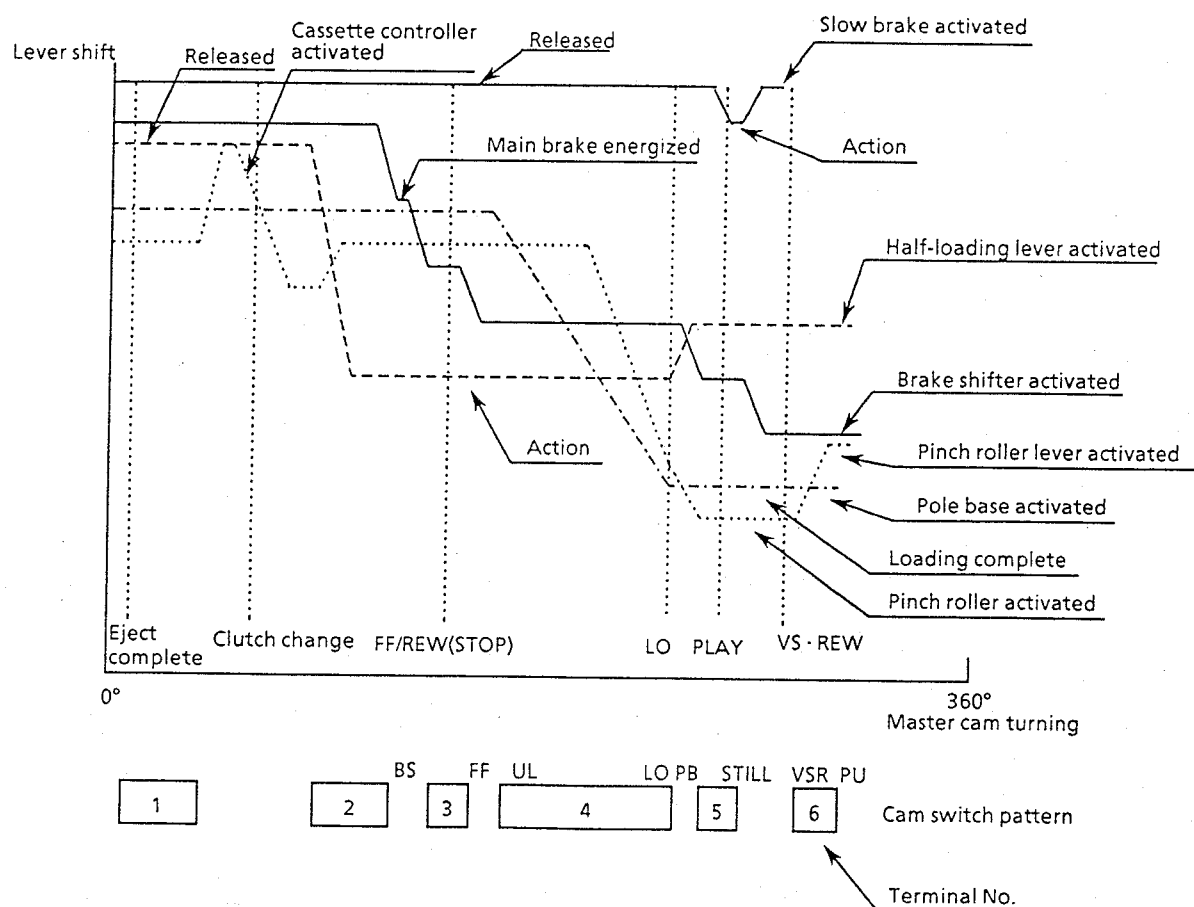 Slow brake activated
Cassette controller
activated
Released
Lever shift
Released
Main brake energized
Action
Half-loading lever activated
Brake shifter activated
Action
Pinch roller lever activated
Pole base activated
Loading complete
Pinch roller activated
Eject
complete
Clutch change
FF/REW(STOP)
LO
PLAY
VS · REW
0°
360°
Master cam turning
BS
FF
UL
LO
PB
STILL
VSR
PU
1
2
3
4
5
6
Cam switch pattern
Terminal No.